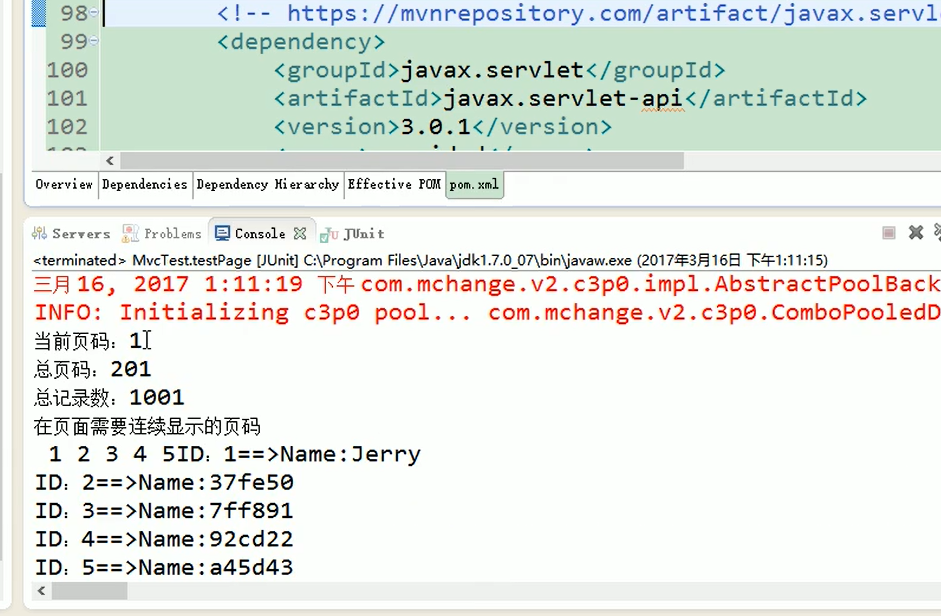 98 <!-- https://mvnrepository.com/artifact/javax.servl
99 <dependency>
100 <groupId>javax.servlet</groupId>
101 <artifactId>javax.servlet-api</artifactId>
102 <version>3.0.1</version>
Overview Dependencies Dependency Hierarchy Effective POM pom.xml
Servers Problems Console JUnit
<terminated> MvcTest.testPage [JUnit] C:\Program Files\Java\jdk1.7.0_07\bin\javaw.exe (2017年3月16日 下午1:11:15)
三月 16, 2017 1:11:19 下午 com.mchange.v2.c3p0.impl.AbstractPoolBack
INFO: Initializing c3p0 pool... com.mchange.v2.c3p0.ComboPooledD
当前页码：1
总页码：201
总记录数：1001
在页面需要连续显示的页码
1 2 3 4 5ID：1==>Name:Jerry
ID：2==>Name:37fe50
ID：3==>Name:7ff891
ID：4==>Name:92cd22
ID：5==>Name:a45d43